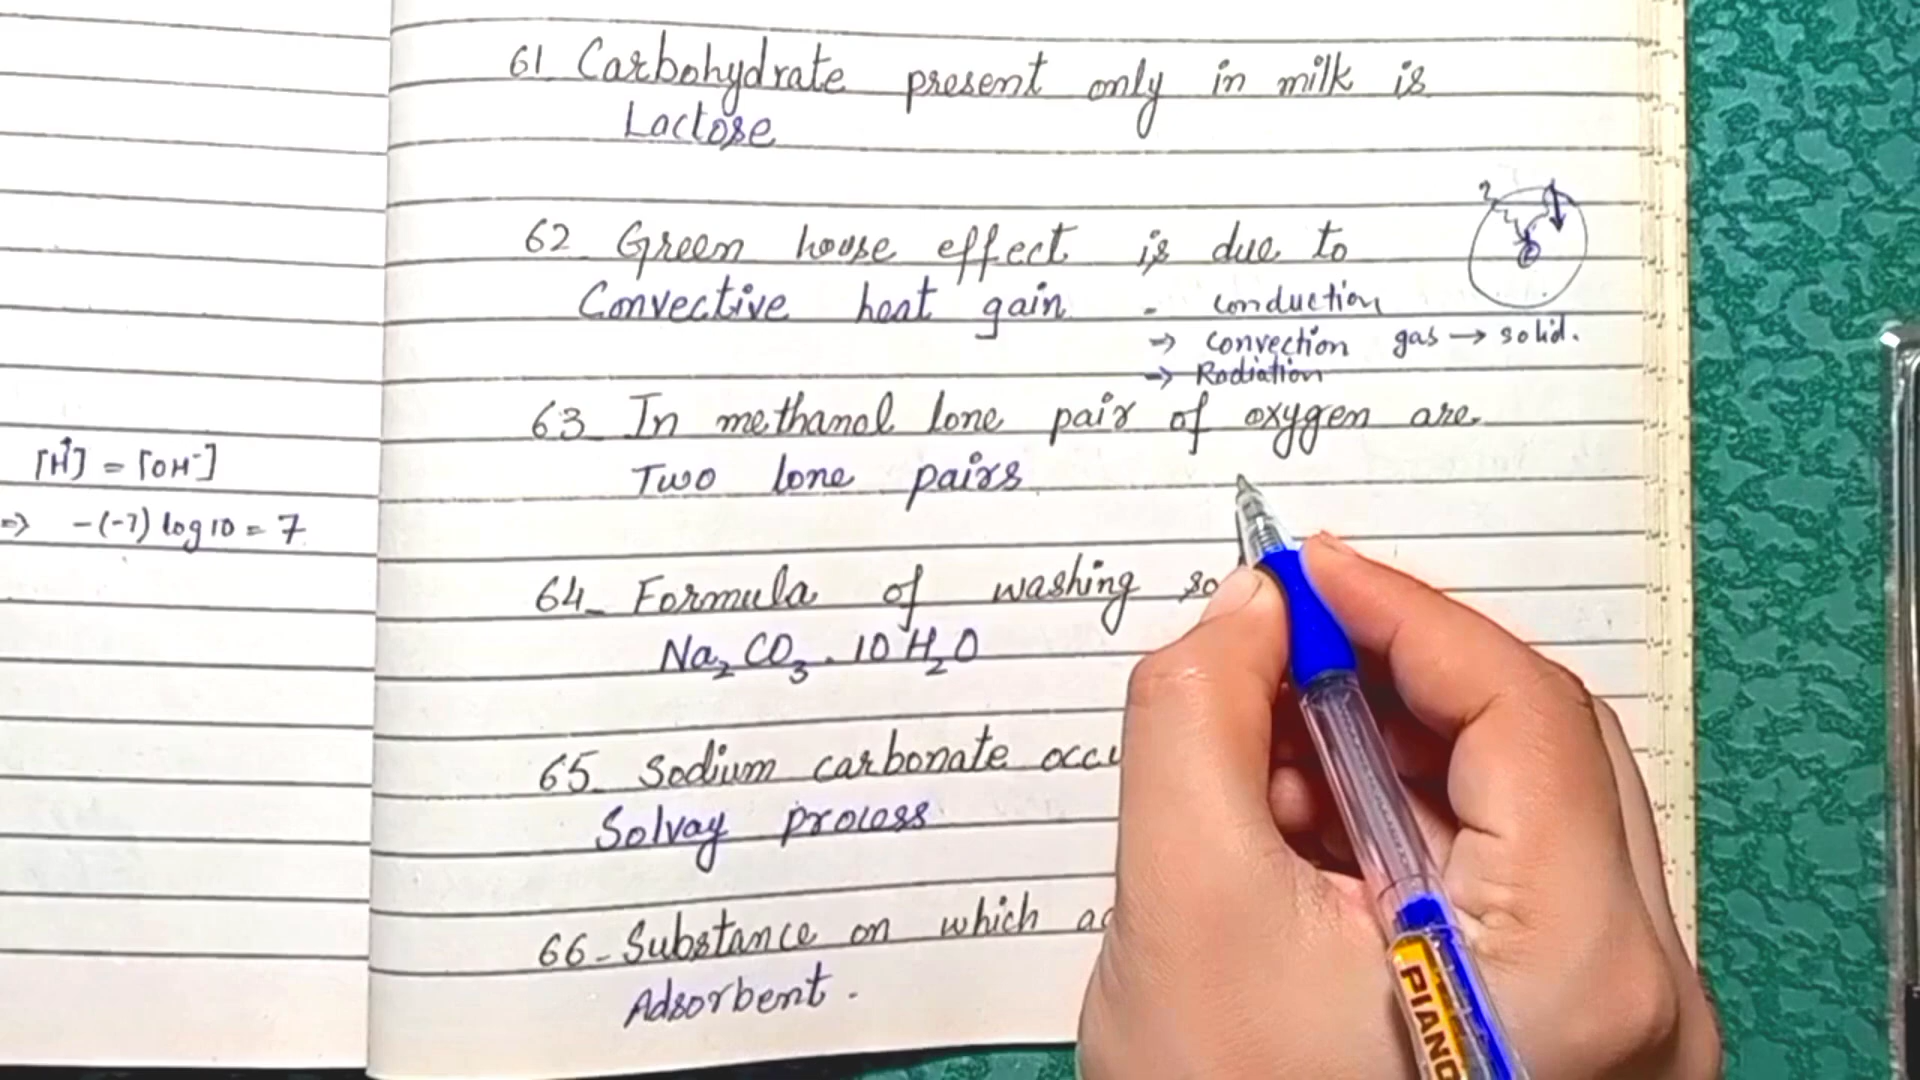 [H⁺] = [OH⁻]
=> -(-7) log 10 = 7
61 Carbohydrate present only in milk is
Lactose
62 Green house effect is due to
Convective heat gain - conduction
→ convection gas → solid.
→ Radiation
63 In methanol lone pair of oxygen are
Two lone pairs
64 Formula of washing so
Na₂CO₃.10H₂O
65 Sodium carbonate occu
Solvay process
66 - Substance on which
Adsorbent.
PIANO